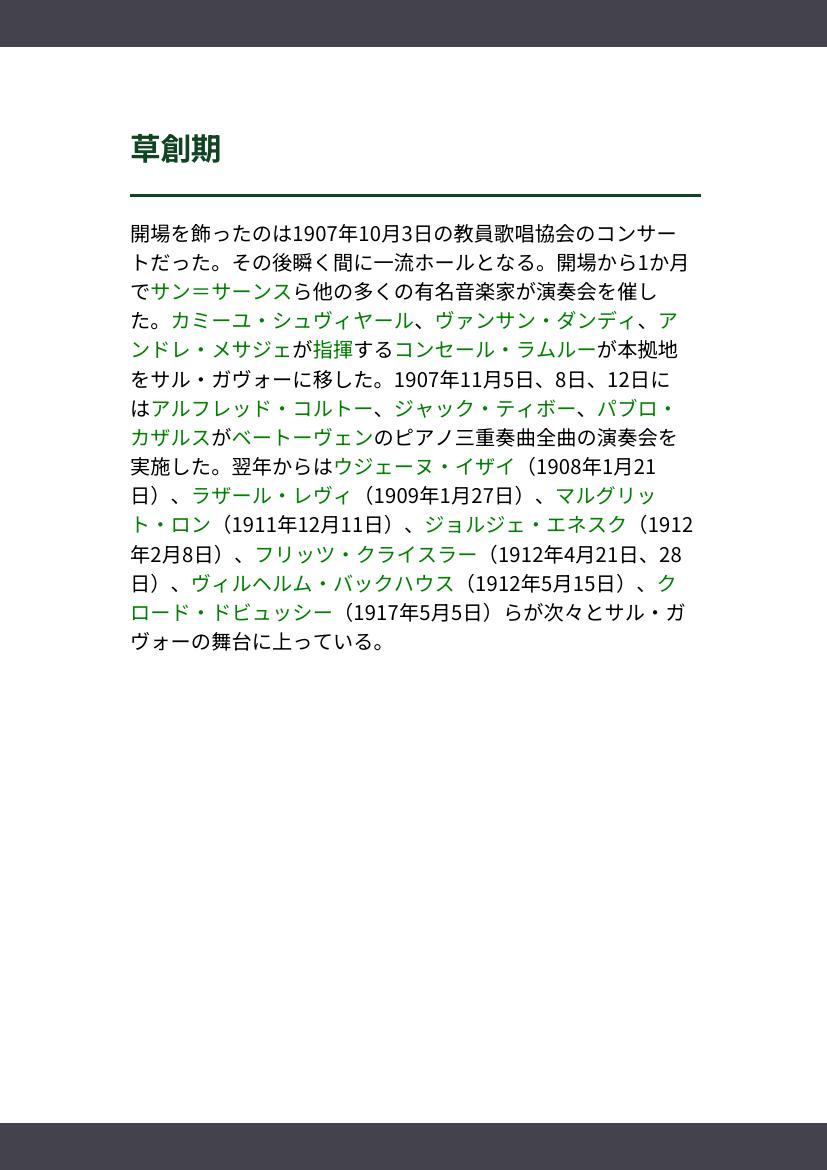 草創期
開場を飾ったのは1907年10月3日の教員歌唱協会のコンサー
トだった。その後瞬く間に一流ホールとなる。開場から1か月
でサン＝サーンスら他の多くの有名音楽家が演奏会を催し
た。カミーユ・シュヴィヤール、ヴァンサン・ダンディ、ア
ンドレ・メサジェが指揮するコンセール・ラムルーが本拠地
をサル・ガヴォーに移した。1907年11月5日、8日、12日に
はアルフレッド・コルトー、ジャック・ティボー、パブロ・
カザルスがベートーヴェンのピアノ三重奏曲全曲の演奏会を
実施した。翌年からはウジェーヌ・イザイ（1908年1月21
日）、ラザール・レヴィ（1909年1月27日）、マルグリッ
ト・ロン（1911年12月11日）、ジョルジェ・エネスク（1912
年2月8日）、フリッツ・クライスラー（1912年4月21日、28
日）、ヴィルヘルム・バックハウス（1912年5月15日）、ク
ロード・ドビュッシー（1917年5月5日）らが次々とサル・ガ
ヴォーの舞台に上っている。